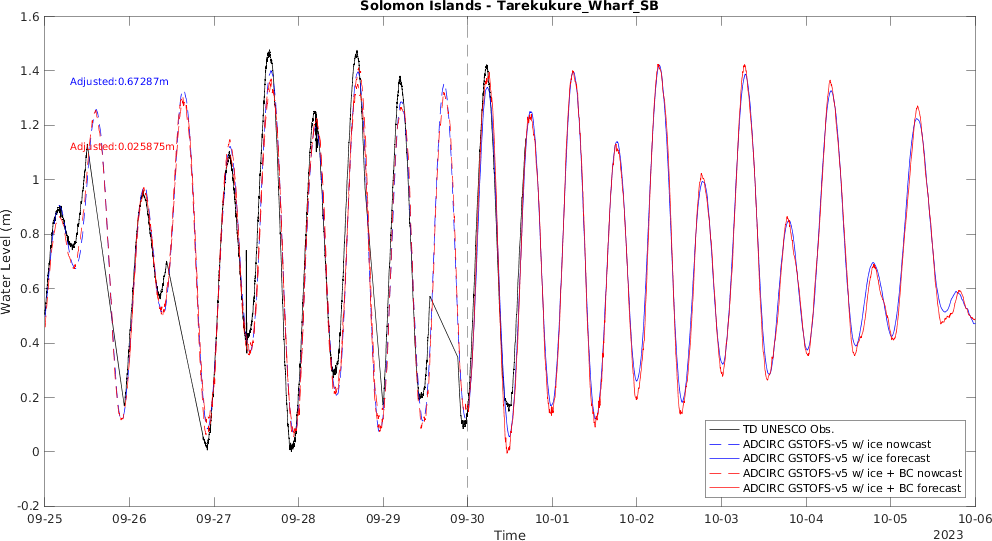 Solomon Islands - Tarekukure_Wharf_SB
1.6
1.4
1.2
1
0.8
0.6
0.4
0.2
0
-0.2
Water Level (m)
Adjusted:0.67287m
Adjusted:0.025875m
TD UNESCO Obs.
ADCIRC GSTOFS-v5 w/ ice nowcast
ADCIRC GSTOFS-v5 w/ ice forecast
ADCIRC GSTOFS-v5 w/ ice + BC nowcast
ADCIRC GSTOFS-v5 w/ ice + BC forecast
09-25 09-26 09-27 09-28 09-29 09-30 10-01 10-02 10-03 10-04 10-05 10-06
Time
2023